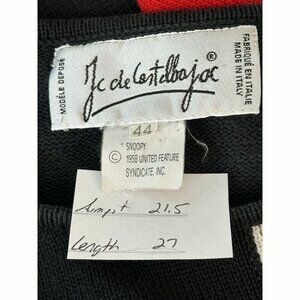 MODÈLE DEPOSÉ
Jc de Castelbajac ®
FABRIQUÉ EN ITALIE
MADE IN ITALY
44
SNOOPY
© 1958 UNITED FEATURE
SYNDICATE INC.
Armpit 21.5
Length 27